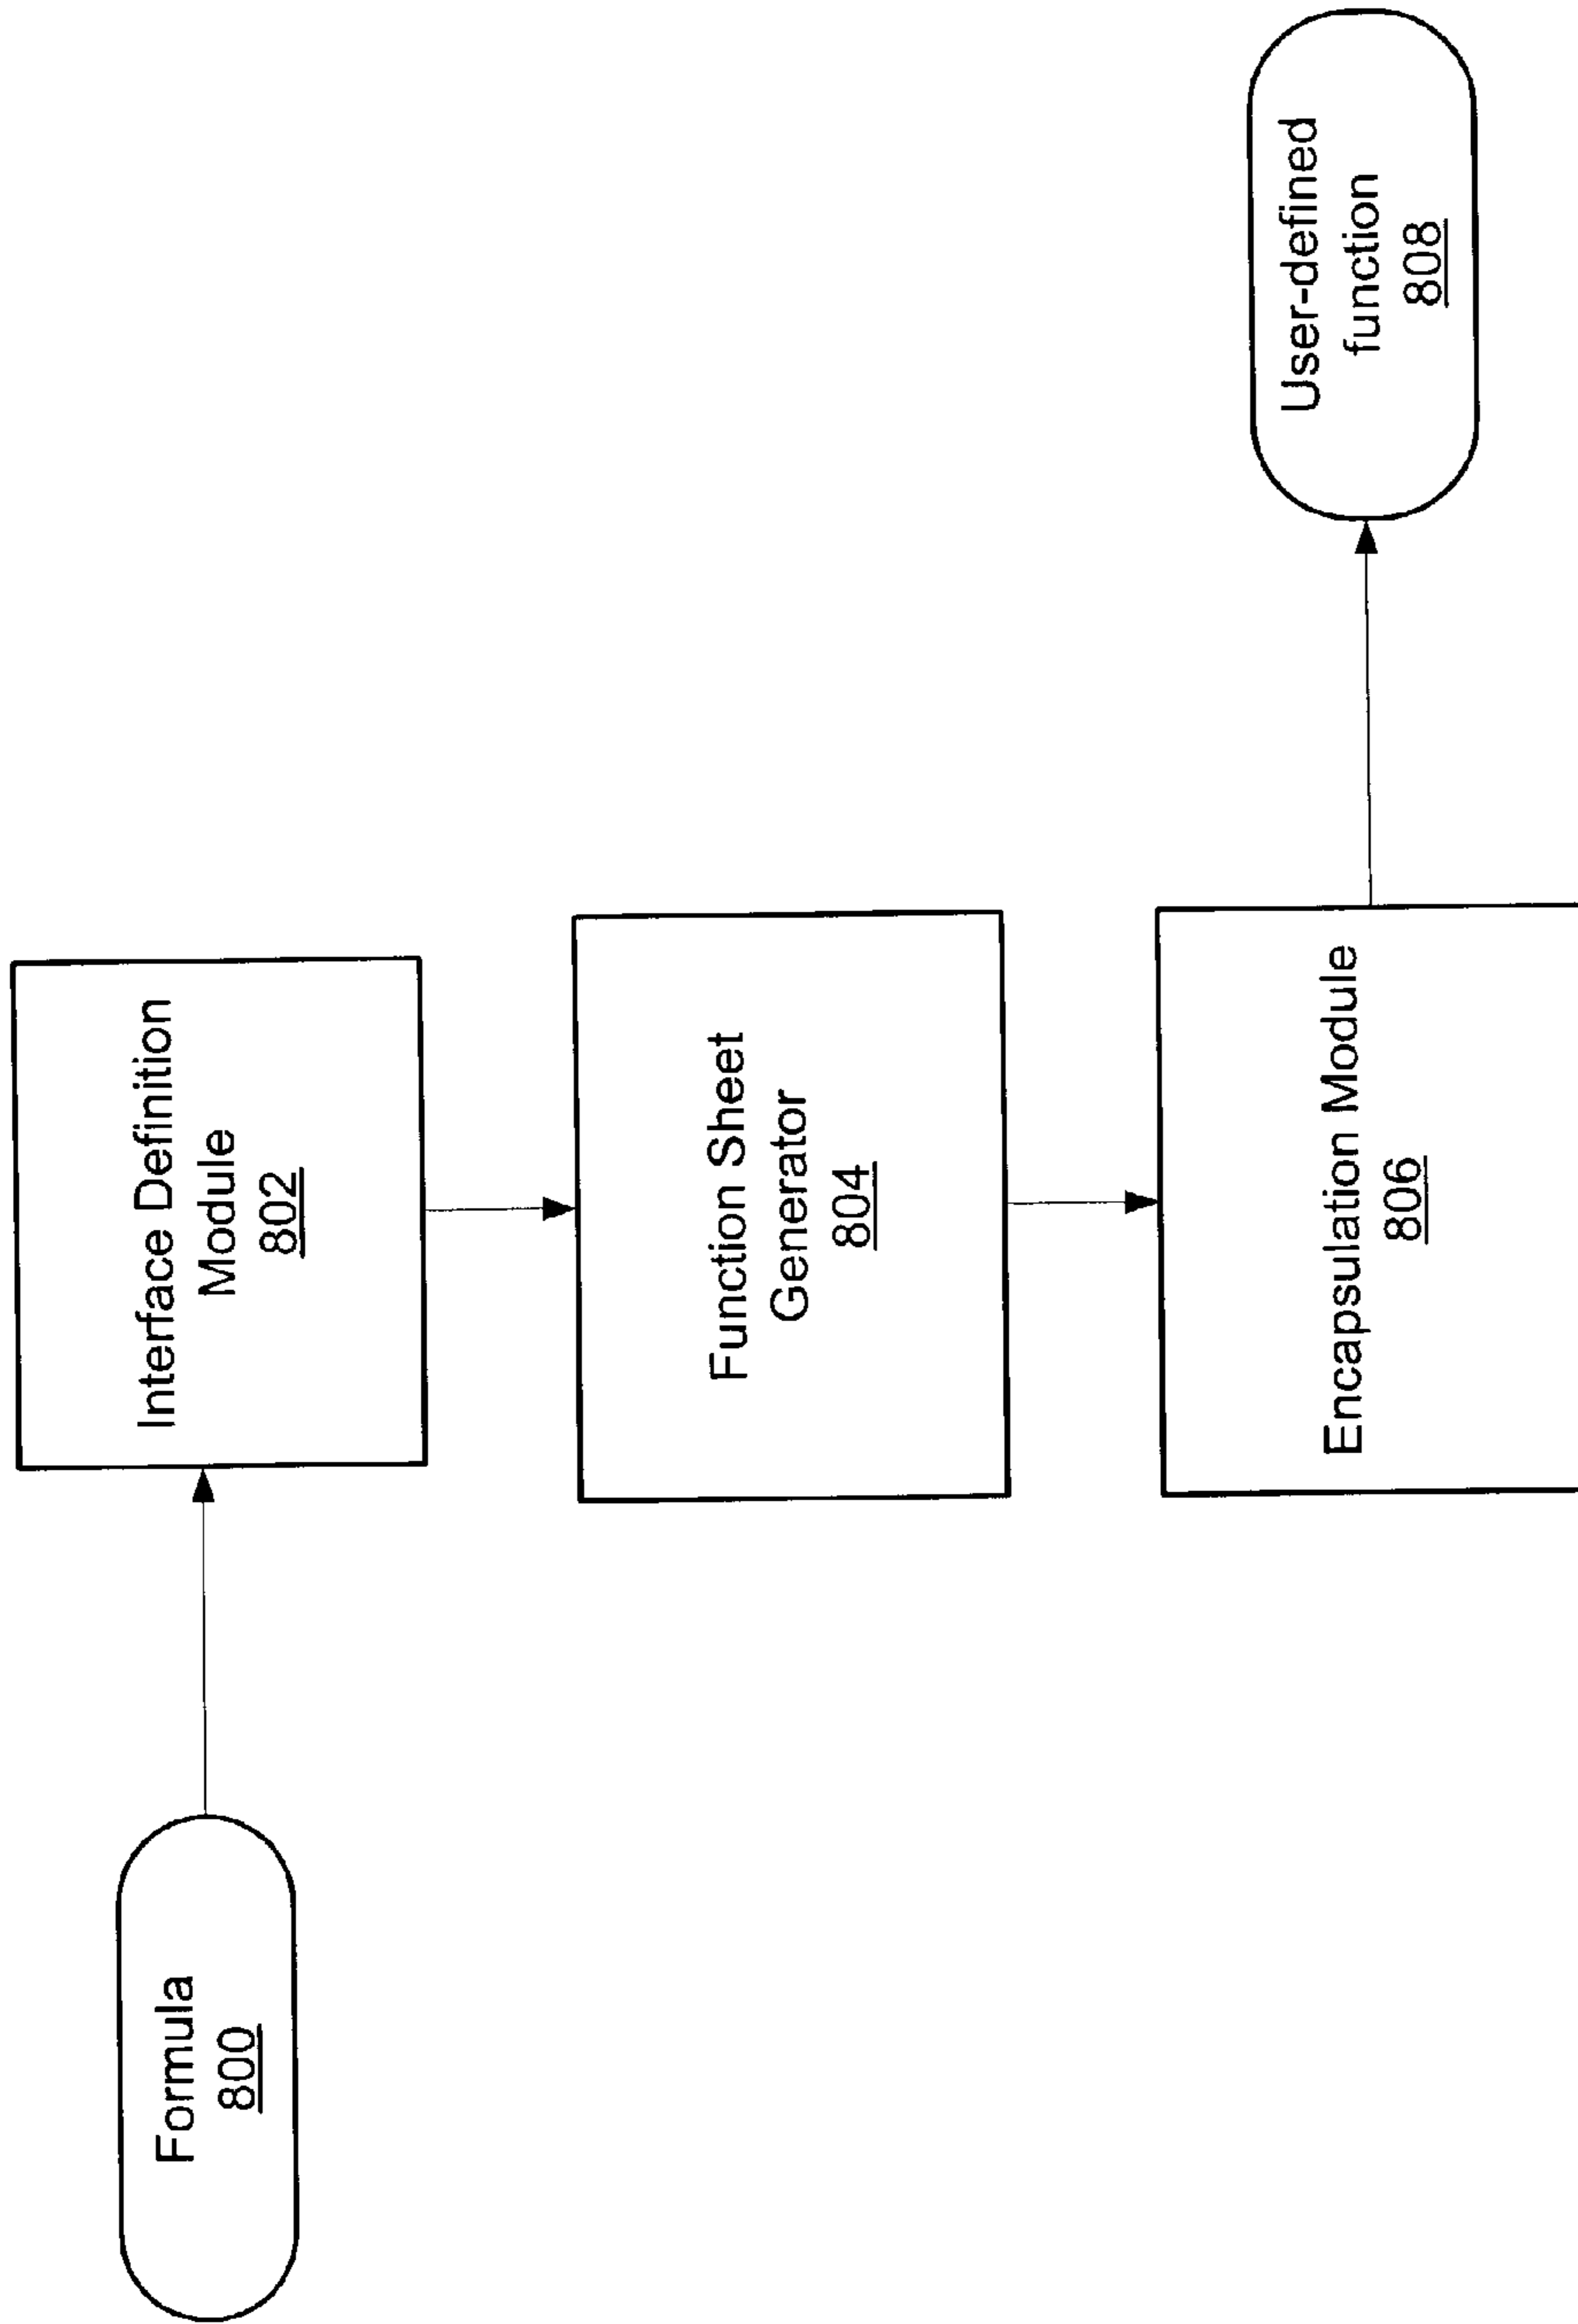 Formula
800
Interface Definition
Module
802
Function Sheet
Generator
804
Encapsulation Module
806
User-defined
function
808